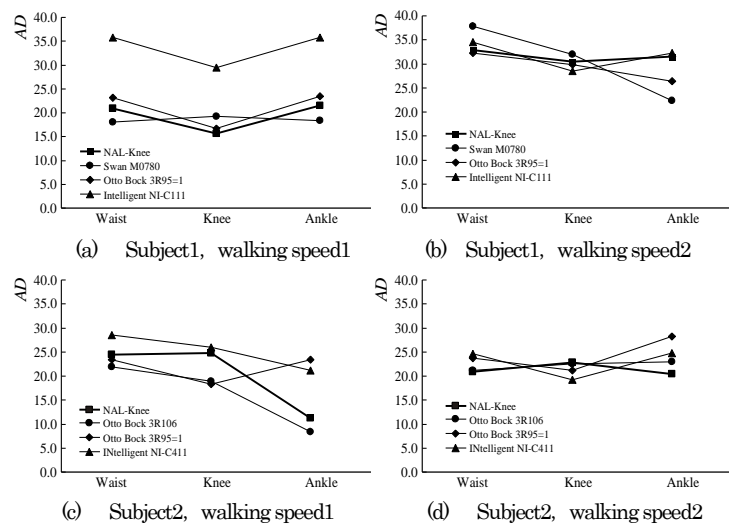 AD
40.0
35.0
30.0
25.0
20.0
15.0
10.0
5.0
0.0
NAL-Knee
Swan M0780
Otto Bock 3R95=1
Intelligent NI-C111
Waist Knee Ankle
(a) Subject1, walking speed1
AD
40.0
35.0
30.0
25.0
20.0
15.0
10.0
5.0
0.0
NAL-Knee
Swan M0780
Otto Bock 3R95=1
Intelligent NI-C111
Waist Knee Ankle
(b) Subject1, walking speed2
AD
40.0
35.0
30.0
25.0
20.0
15.0
10.0
5.0
0.0
NAL-Knee
Otto Bock 3R106
Otto Bock 3R95=1
INtelligent NI-C411
Waist Knee Ankle
(c) Subject2, walking speed1
AD
40.0
35.0
30.0
25.0
20.0
15.0
10.0
5.0
0.0
NAL-Knee
Otto Bock 3R106
Otto Bock 3R95=1
INtelligent NI-C411
Waist Knee Ankle
(d) Subject2, walking speed2